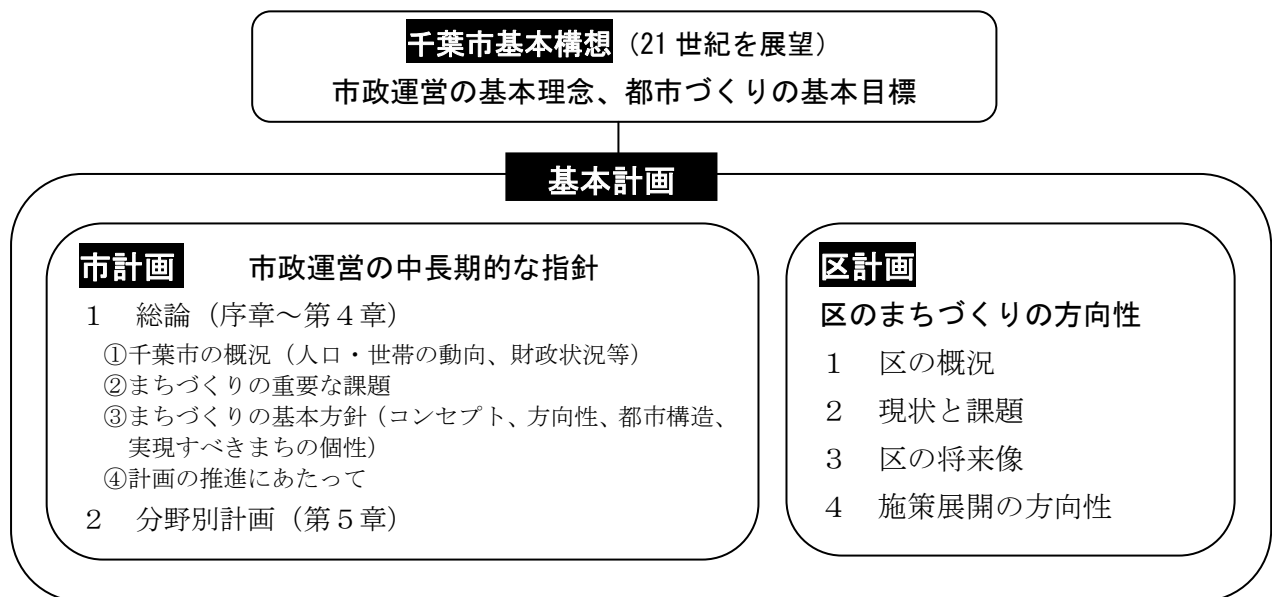 千葉市基本構想（21世紀を展望）
市政運営の基本理念、都市づくりの基本目標
基本計画
市計画　市政運営の中長期的な指針
１　総論（序章～第４章）
①千葉市の概況（人口・世帯の動向、財政状況等）
②まちづくりの重要な課題
③まちづくりの基本方針（コンセプト、方向性、都市構造、
実現すべきまちの個性）
④計画の推進にあたって
２　分野別計画（第５章）
区計画
区のまちづくりの方向性
１　区の概況
２　現状と課題
３　区の将来像
４　施策展開の方向性